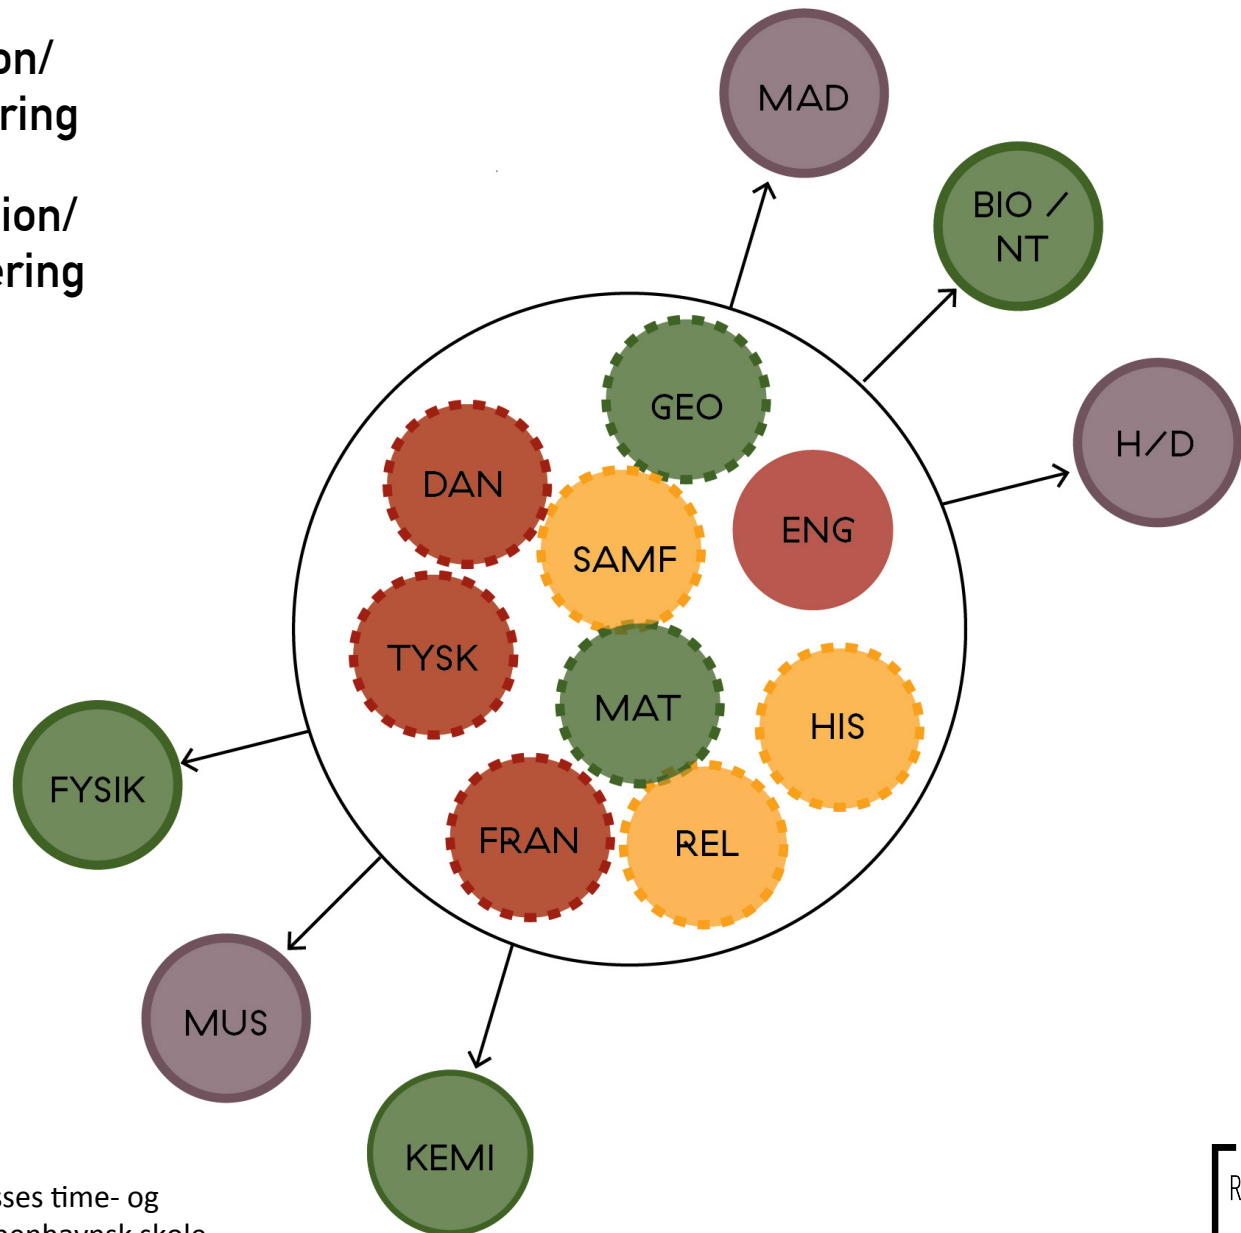 on/
ring
ion/
ering
MAD
BIO /
NT
H/D
GEO
DAN
ENG
SAMF
TYSK
MAT
HIS
FYSIK
FRAN
REL
MUS
KEMI
sses time- og
R